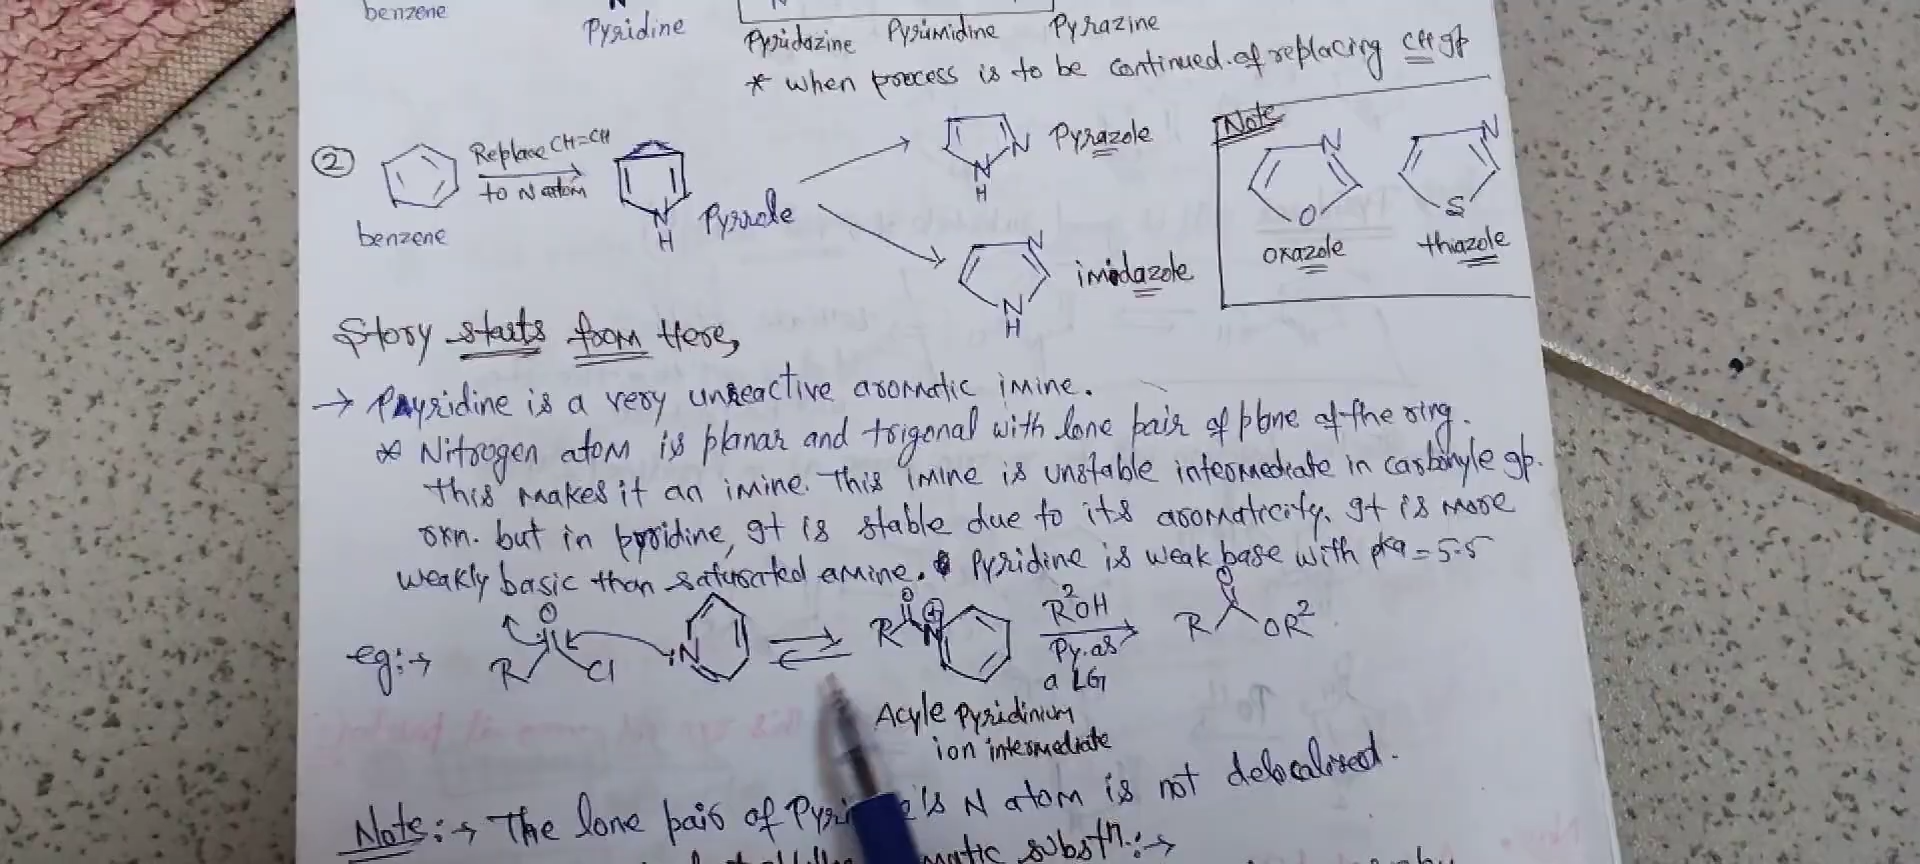 benzene
Pyridine
Pyridazine Pyrimidine Pyrazine
* when process is to be continued. of replacing CH gp
② Replace CH=CH
to N atom
benzene
N
H
Pyrrole
N
N
H
Pyrazole
N
N
H
imidazole
Note
N
O
oxazole
N
S
thiazole
Story starts from Here,
→ Pyridine is a very unreactive aromatic imine.
* Nitrogen atom is planar and trigonal with lone pair of plane of the ring.
this makes it an imine. This imine is unstable intermediate in carbonyle gp.
rxn. but in pyridine, It is stable due to its aromaticity. It is more
weakly basic than saturated amine. Pyridine is weak base with pka = 5.5
eg:→ R O Cl :N ⇌ R O N ⊕ R²OH
Py. as
a LG
R O OR²
Acyle Pyridinium
ion intermediate
Note:→ The lone pair of 's N atom is not delocalised.
substn:→